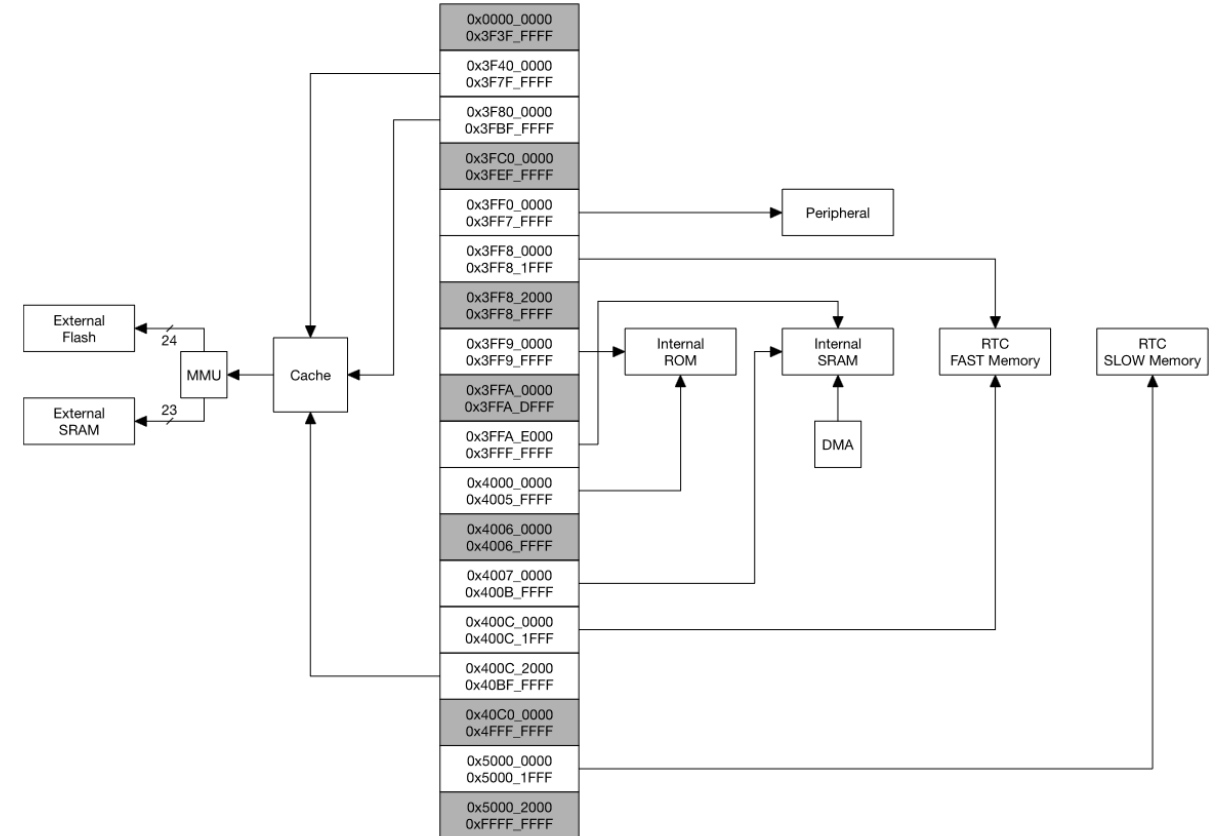 0x0000_0000
0x3F3F_FFFF
0x3F40_0000
0x3F7F_FFFF
0x3F80_0000
0x3FBF_FFFF
0x3FC0_0000
0x3FEF_FFFF
0x3FF0_0000
0x3FF7_FFFF
Peripheral
0x3FF8_0000
0x3FF8_1FFF
0x3FF8_2000
0x3FF8_FFFF
External
Flash
24
MMU
Cache
External
SRAM
23
0x3FF9_0000
0x3FF9_FFFF
Internal
ROM
Internal
SRAM
RTC
FAST Memory
RTC
SLOW Memory
0x3FFA_0000
0x3FFA_DFFF
0x3FFA_E000
0x3FFF_FFFF
DMA
0x4000_0000
0x4005_FFFF
0x4006_0000
0x4006_FFFF
0x4007_0000
0x400B_FFFF
0x400C_0000
0x400C_1FFF
0x400C_2000
0x40BF_FFFF
0x40C0_0000
0x4FFF_FFFF
0x5000_0000
0x5000_1FFF
0x5000_2000
0xFFFF_FFFF